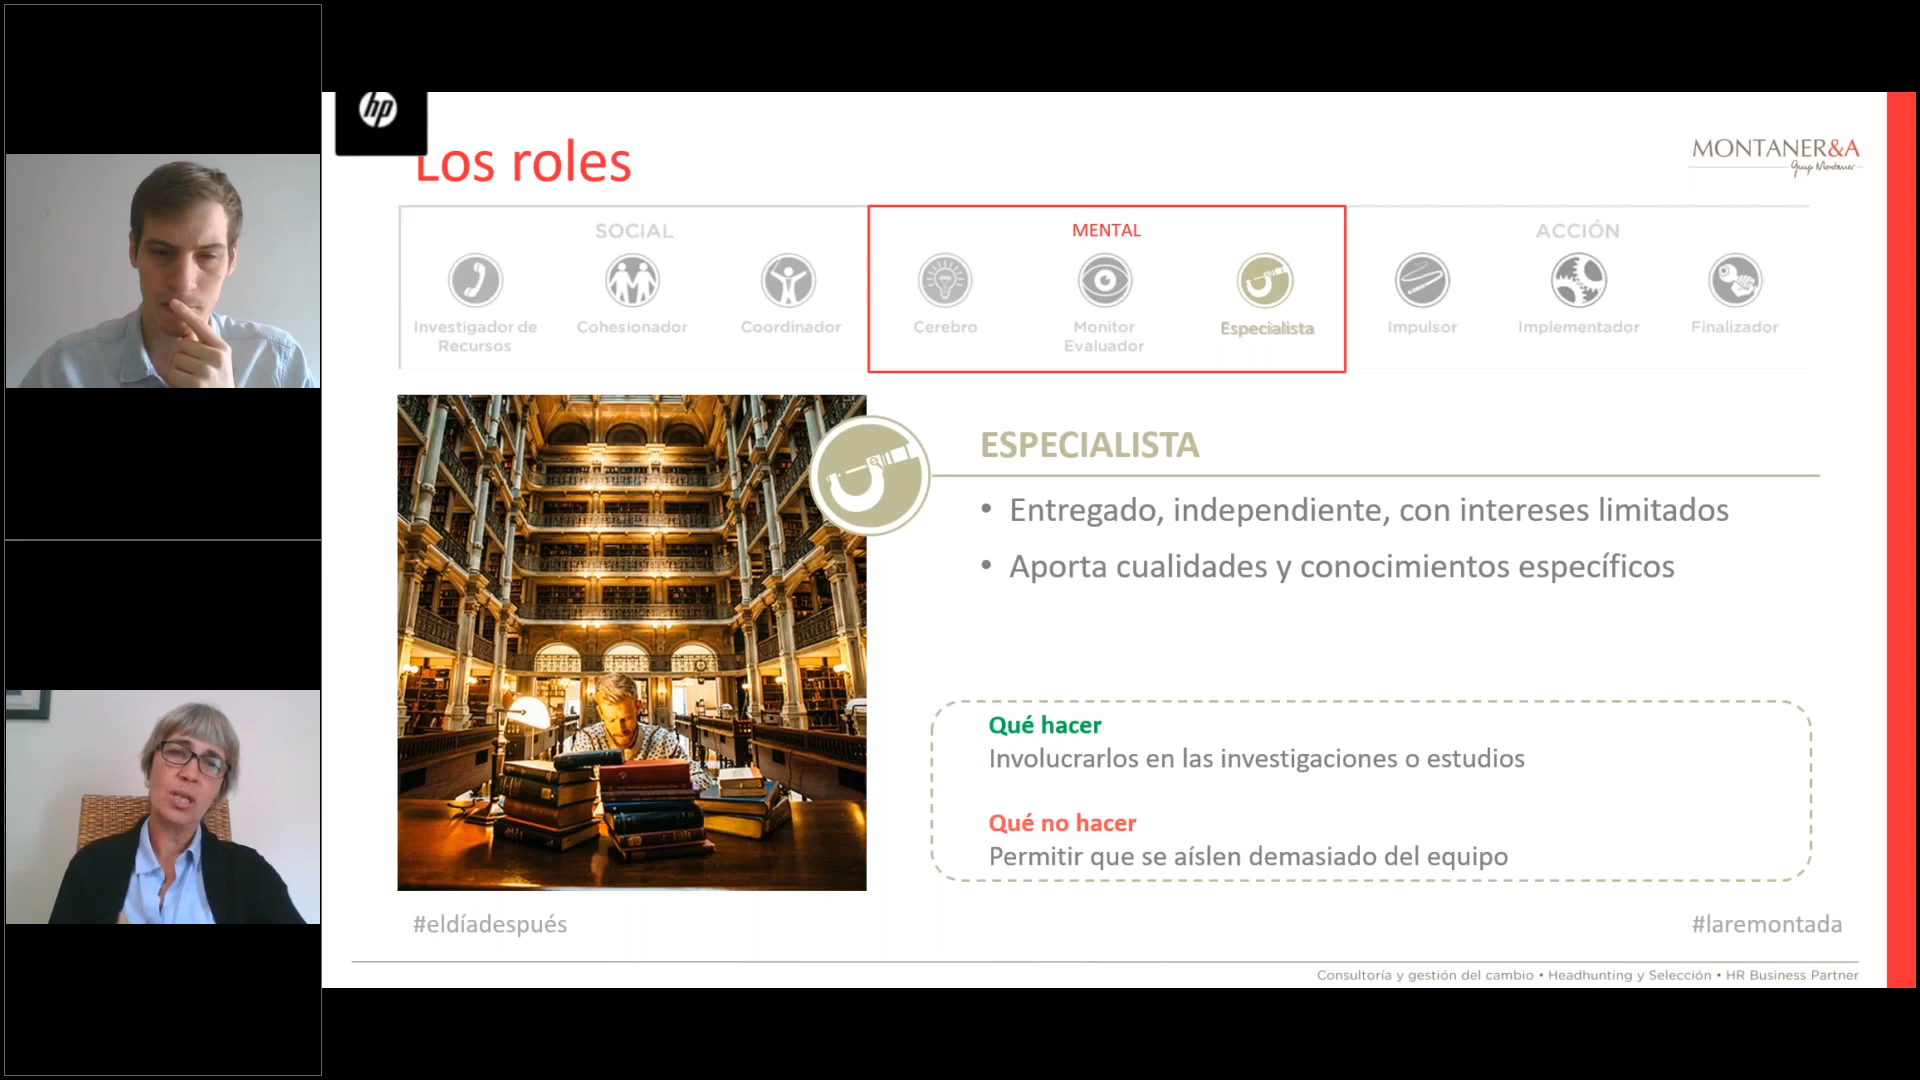 hp
Los roles
MONTANER&A
Grup Montaner
SOCIAL
MENTAL
ACCIÓN
Investigador de
Recursos
Cohesionador
Coordinador
Cerebro
Monitor
Evaluador
Especialista
Impulsor
Implementador
Finalizador
ESPECIALISTA
• Entregado, independiente, con intereses limitados
• Aporta cualidades y conocimientos específicos
Qué hacer
Involucrarlos en las investigaciones o estudios
Qué no hacer
Permitir que se aíslen demasiado del equipo
#eldíadespués
#laremontada
Consultoría y gestión del cambio • Headhunting y Selección • HR Business Partner